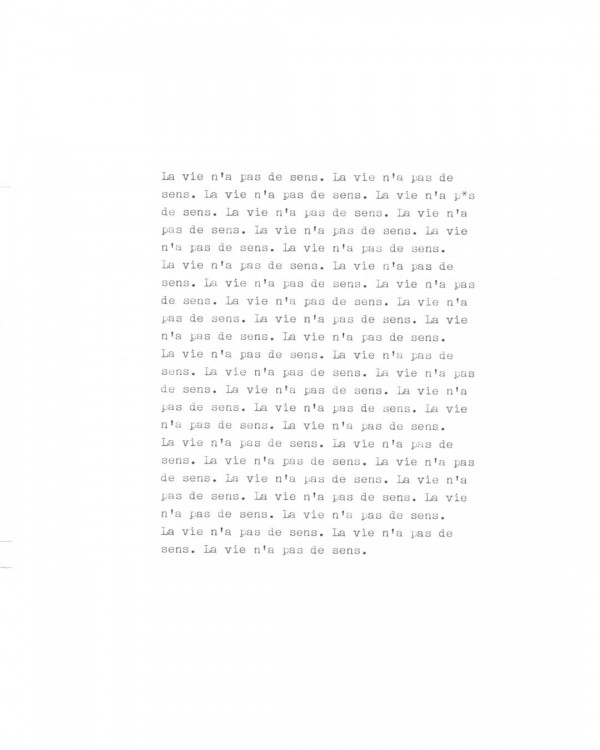 La vie n'a pas de sens. La vie n'a pas de
sens. La vie n'a pas de sens. La vie n'a p*s
de sens. La vie n'a pas de sens. La vie n'a
pas de sens. La vie n'a pas de sens. La vie
n'a pas de sens. La vie n'a pas de sens.
La vie n'a pas de sens. La vie n'a pas de
sens. La vie n'a pas de sens. La vie n'a pas
de sens. La vie n'a pas de sens. La vie n'a
pas de sens. La vie n'a pas de sens. La vie
n'a pas de sens. La vie n'a pas de sens.
La vie n'a pas de sens. La vie n'a pas de
sens. La vie n'a pas de sens. La vie n'a pas
de sens. La vie n'a pas de sens. La vie n'a
pas de sens. La vie n'a pas de sens. La vie
n'a pas de sens. La vie n'a pas de sens.
La vie n'a pas de sens. La vie n'a pas de
sens. La vie n'a pas de sens. La vie n'a pas
de sens. La vie n'a pas de sens. La vie n'a
pas de sens. La vie n'a pas de sens. La vie
n'a pas de sens. La vie n'a pas de sens.
La vie n'a pas de sens. La vie n'a pas de
sens. La vie n'a pas de sens.